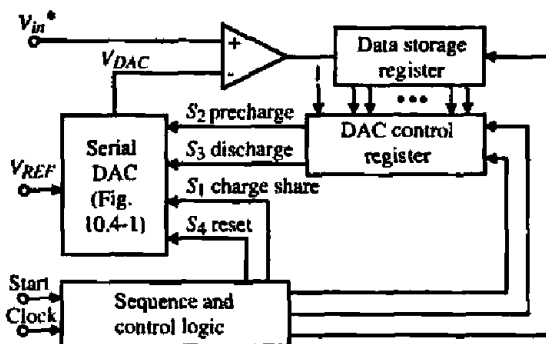 Vin*
+
-
VDAC
Data storage
register
S2 precharge
DAC control
register
S3 discharge
Serial
DAC
(Fig.
10.4-1)
VREF
S1 charge share
S4 reset
Start
Clock
Sequence and
control logic